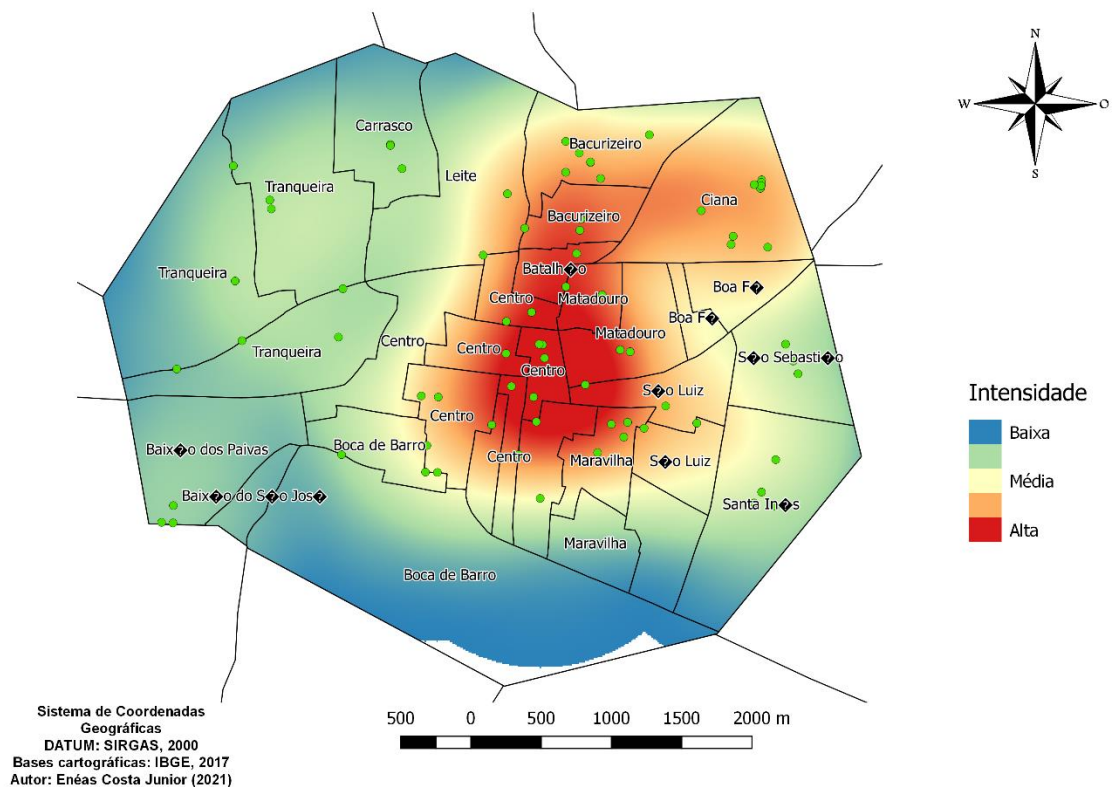 N
W
O
S
Carrasco
Bacurizeiro
Leite
Tranqueira
Ciana
Bacurizeiro
Batalh�o
Tranqueira
Boa F�
Centro
Matadouro
Boa F�
Matadouro
Centro
Centro
Tranqueira
S�o Sebasti�o
Centro
S�o Luiz
Intensidade
Centro
Baixa
Boca de Barro
Baix�o dos Paivas
Centro
Maravilha
S�o Luiz
Média
Baix�o do S�o Jos�
Santa In�s
Alta
Maravilha
Boca de Barro
Sistema de Coordenadas
Geográficas
DATUM: SIRGAS, 2000
Bases cartográficas: IBGE, 2017
Autor: Enéas Costa Junior (2021)
500 0 500 1000 1500 2000 m